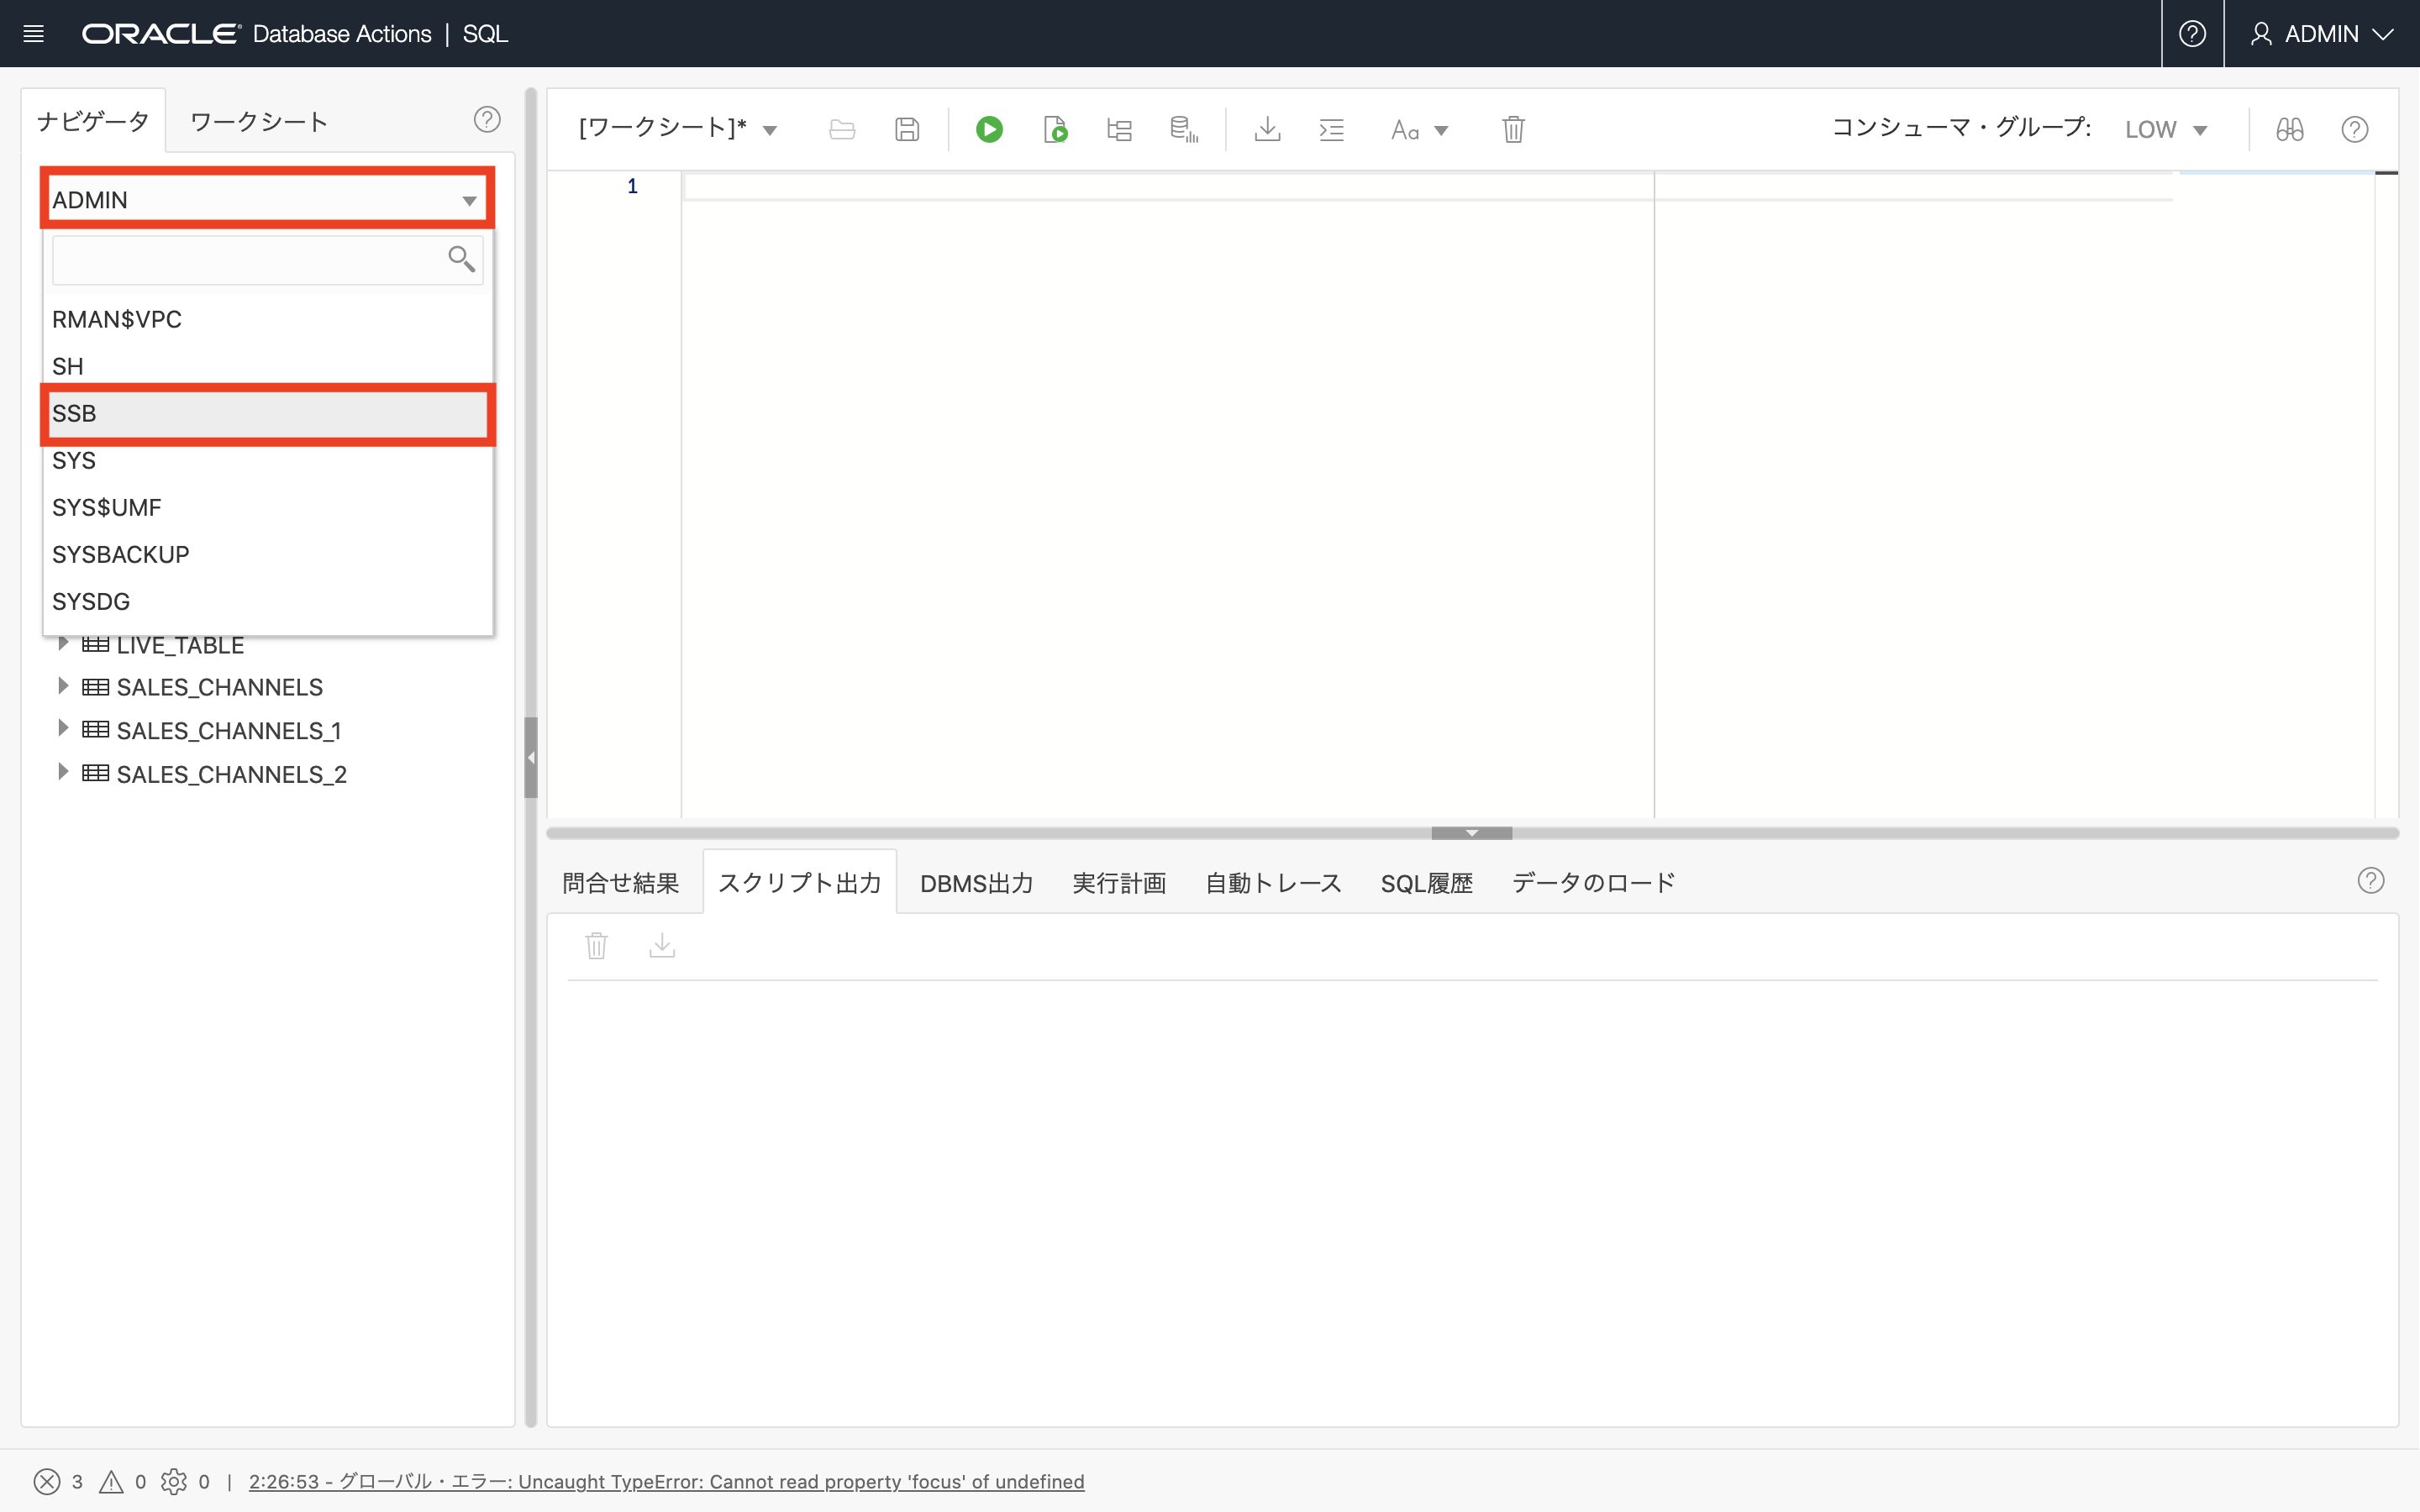 ORACLE Database Actions | SQL
ADMIN
ナビゲータ
ワークシート
ADMIN
RMAN$VPC
SH
SSB
SYS
SYS$UMF
SYSBACKUP
SYSDG
LIVE_TABLE
SALES_CHANNELS
SALES_CHANNELS_1
SALES_CHANNELS_2
[ワークシート]*
Aa
コンシューマ・グループ: LOW
1
問合せ結果
スクリプト出力
DBMS出力
実行計画
自動トレース
SQL履歴
データのロード
3 0 0 | 2:26:53 - グローバル・エラー: Uncaught TypeError: Cannot read property 'focus' of undefined